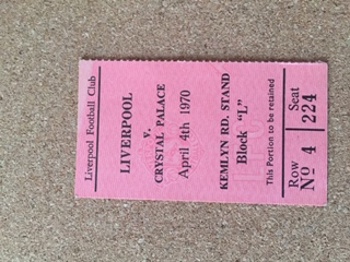 Liverpool Football Club
LIVERPOOL
v.
CRYSTAL PALACE
April 4th 1970
KEMLYN RD. STAND
Block "L"
This Portion to be retained
Row Seat
No 4 224